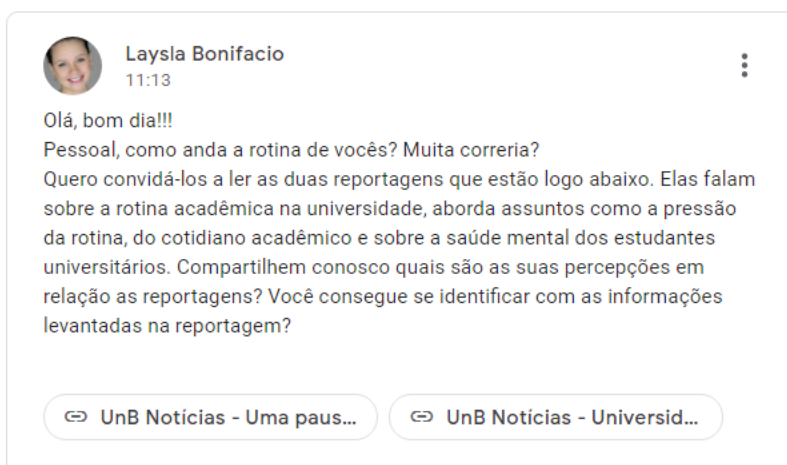 Laysla Bonifacio
11:13
Olá, bom dia!!!
Pessoal, como anda a rotina de vocês? Muita correria?
Quero convidá-los a ler as duas reportagens que estão logo abaixo. Elas falam
sobre a rotina acadêmica na universidade, aborda assuntos como a pressão
da rotina, do cotidiano acadêmico e sobre a saúde mental dos estudantes
universitários. Compartilhem conosco quais são as suas percepções em
relação as reportagens? Você consegue se identificar com as informações
levantadas na reportagem?
UnB Notícias - Uma paus...
UnB Notícias - Universid...